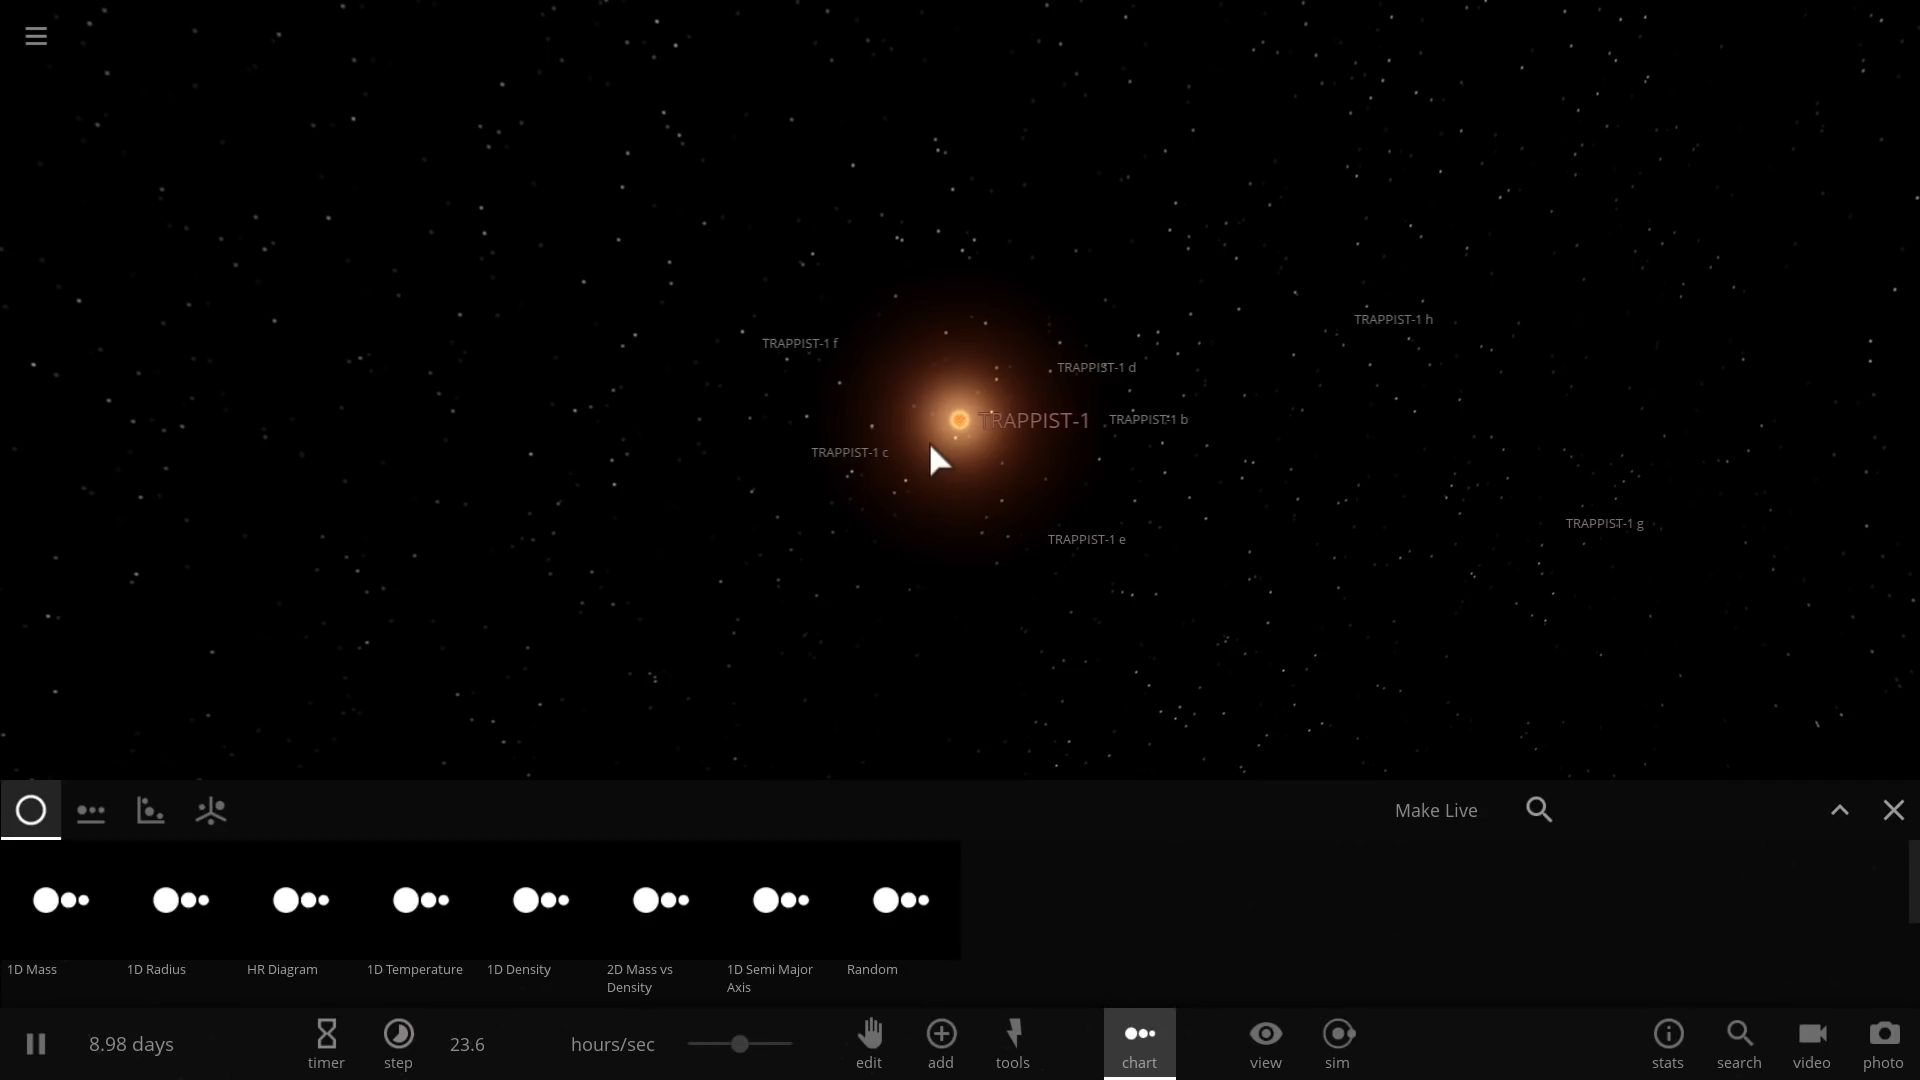 TRAPPIST-1 h
TRAPPIST-1 f
TRAPPIST-1 d
TRAPPIST-1
TRAPPIST-1 b
TRAPPIST-1 c
TRAPPIST-1 g
TRAPPIST-1 e
Make Live
1D Mass
1D Radius
HR Diagram
1D Temperature
1D Density
2D Mass vs
Density
1D Semi Major
Axis
Random
8.98 days
timer
step
23.6
hours/sec
edit
add
tools
chart
view
sim
stats
search
video
photo